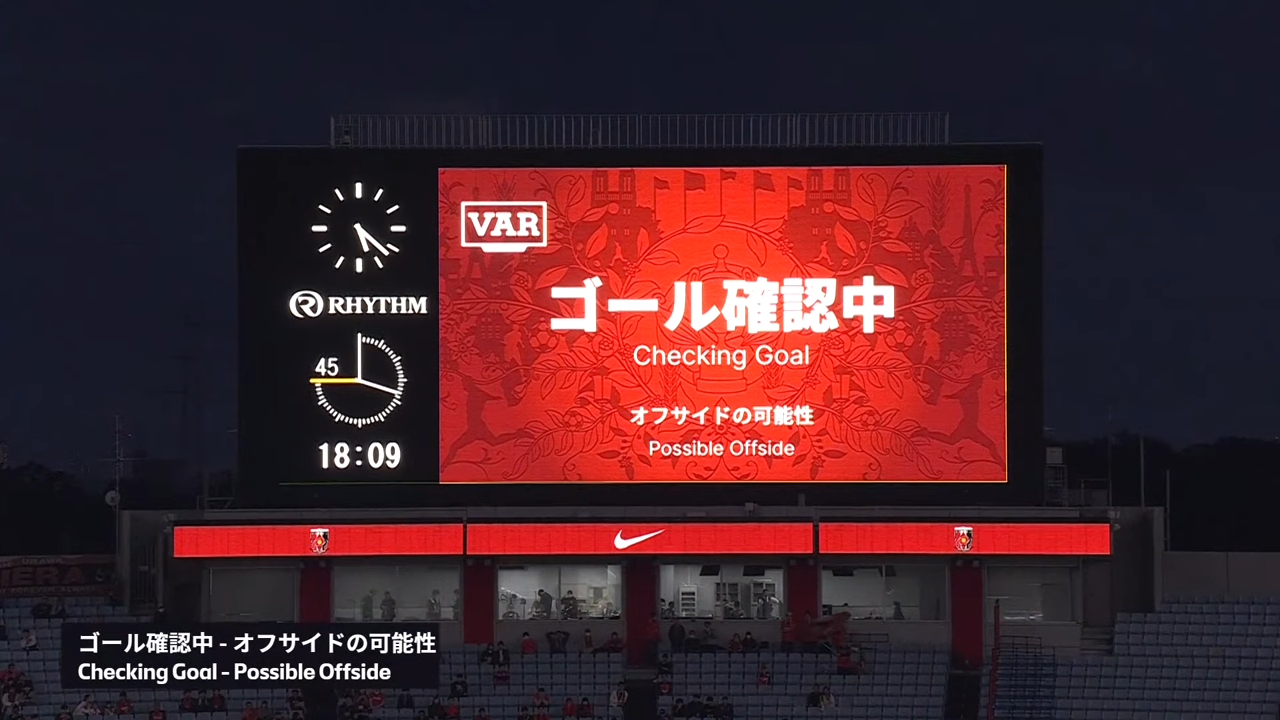 VAR
ゴール確認中
Checking Goal
オフサイドの可能性
Possible Offside
RHYTHM
45
18:09
ゴール確認中 - オフサイドの可能性
Checking Goal - Possible Offside